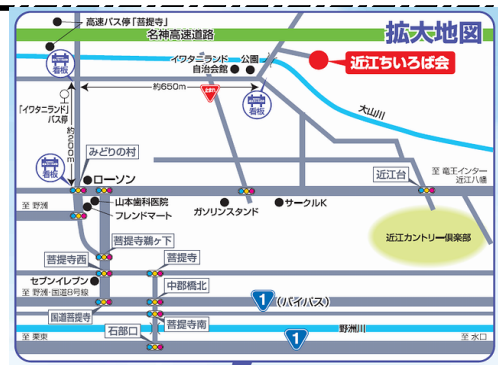 高速バス停「菩提寺」
名神高速道路
拡大地図
看板
イワタニランド
自治会館
公園
近江ちいろば会
約650m
止まれ
看板
「イワタニランド」
バス停
大山川
みどりの村
看板
ローソン
近江台
至 竜王インター
近江八幡
山本歯科医院
フレンドマート
至 野洲
ガソリンスタンド
サークルK
菩提寺鵜ヶ下
近江カントリー倶楽部
菩提寺西
菩提寺
セブンイレブン
中郡橋北
至 野洲・国道8号線
1
(バイパス)
国道菩提寺
石部口
菩提寺南
野洲川
至 栗東
1
至 水口